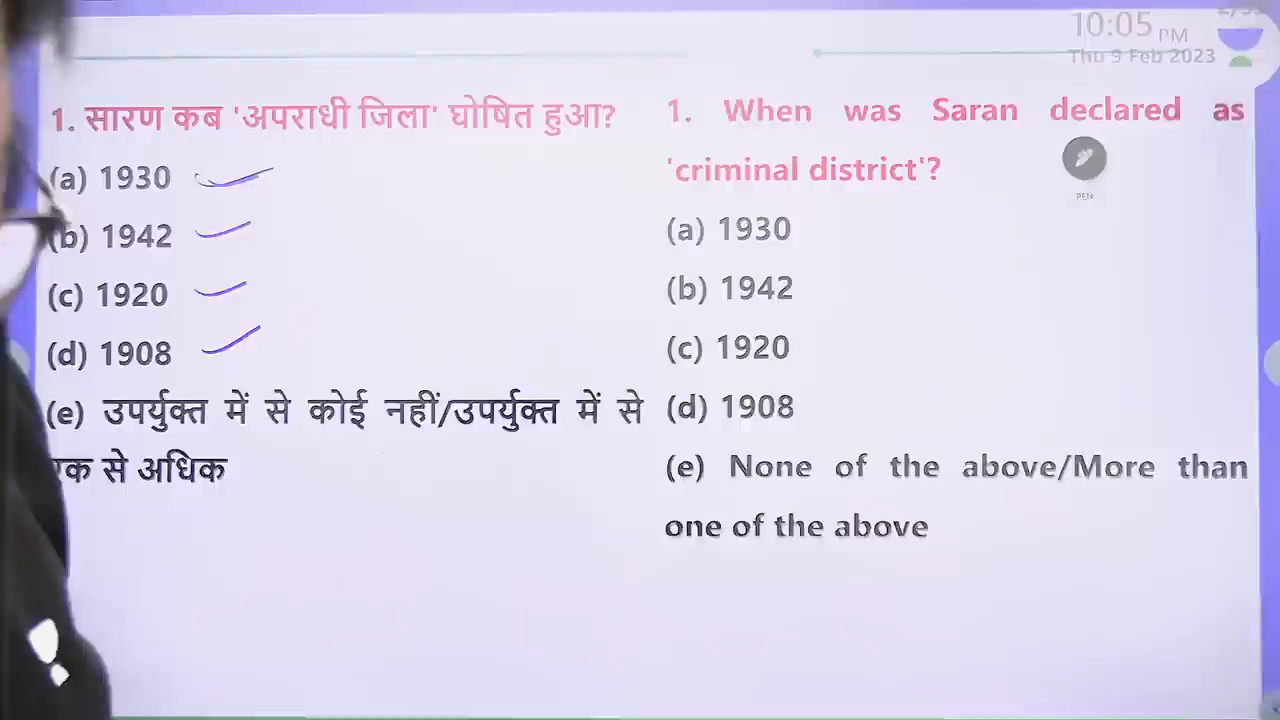 10:05 PM
Thu 9 Feb 2023
1. सारण कब 'अपराधी जिला' घोषित हुआ?
(a) 1930
(b) 1942
(c) 1920
(d) 1908
(e) उपर्युक्त में से कोई नहीं/उपर्युक्त में से
एक से अधिक
1. When was Saran declared as
'criminal district'?
PEN
(a) 1930
(b) 1942
(c) 1920
(d) 1908
(e) None of the above/More than
one of the above